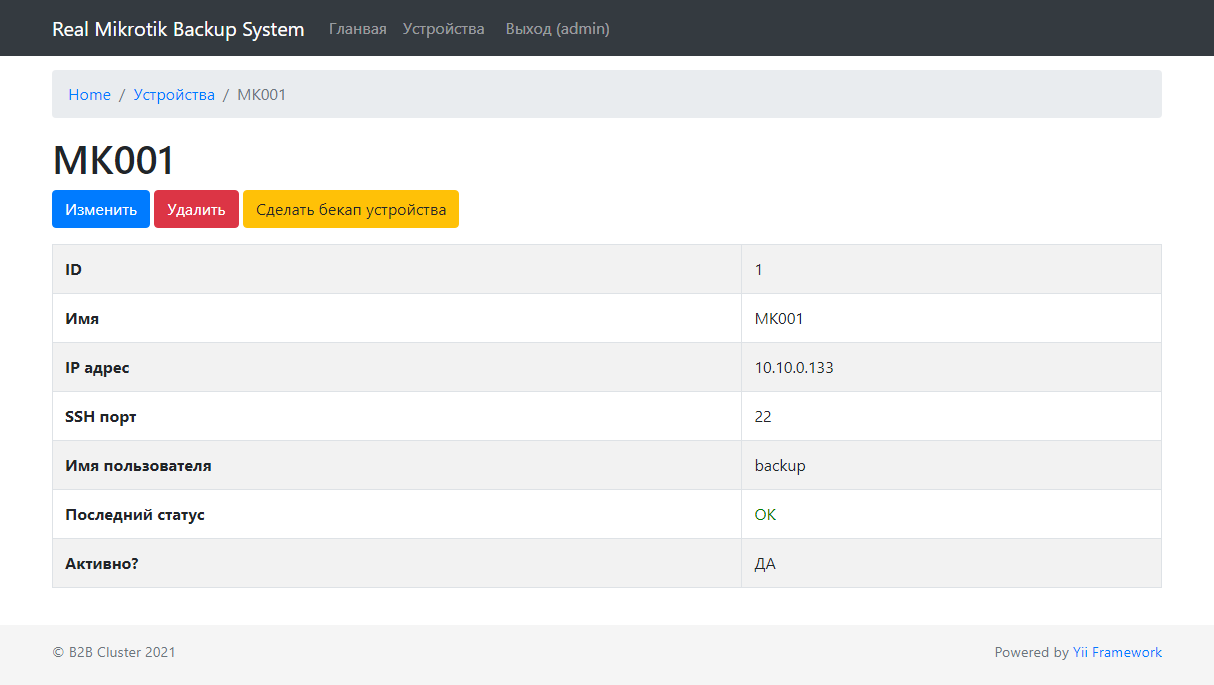 Real Mikrotik Backup System Гланвая Устройства Выход (admin)
Home / Устройства / MK001
MK001
Изменить Удалить Сделать бекап устройства
ID 1
Имя MK001
IP адрес 10.10.0.133
SSH порт 22
Имя пользователя backup
Последний статус OK
Активно? ДА
© B2B Cluster 2021 Powered by Yii Framework